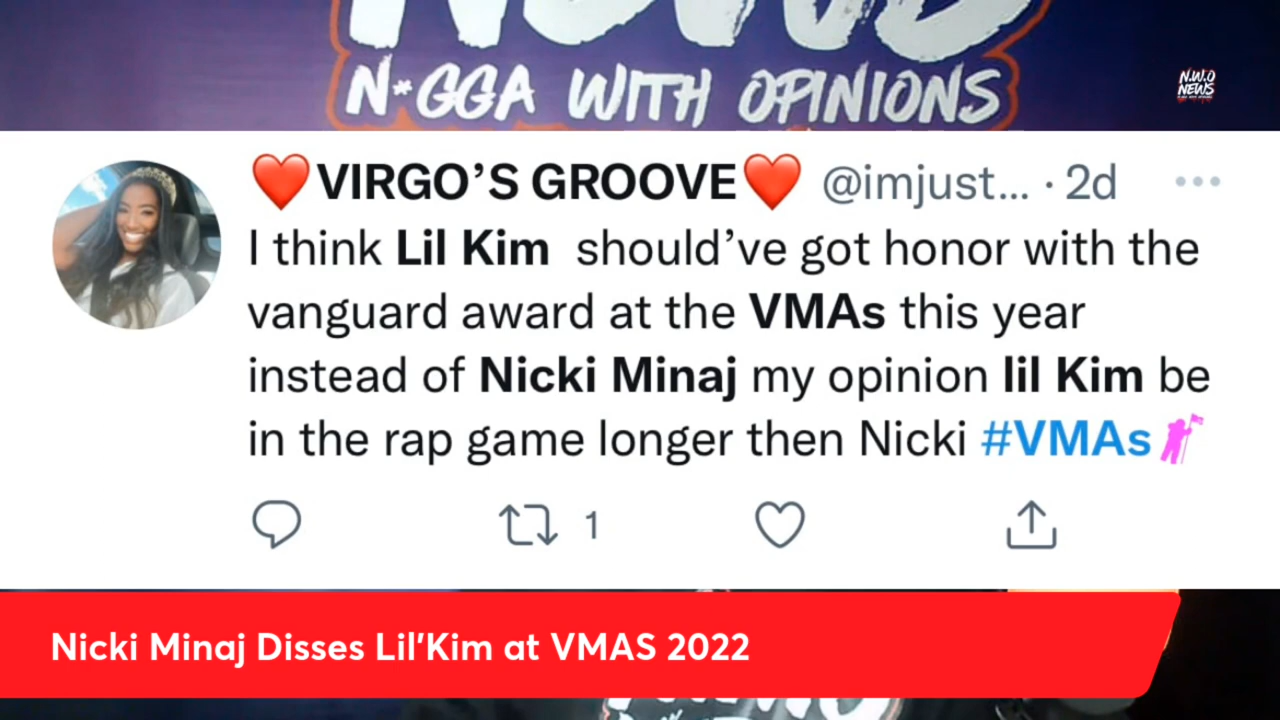 N*GGA WITH OPINIONS
N.W.O
NEWS
❤️VIRGO’S GROOVE❤️ @imjust... · 2d
I think Lil Kim should’ve got honor with the
vanguard award at the VMAs this year
instead of Nicki Minaj my opinion lil Kim be
in the rap game longer then Nicki #VMAs
1
Nicki Minaj Disses Lil'Kim at VMAS 2022